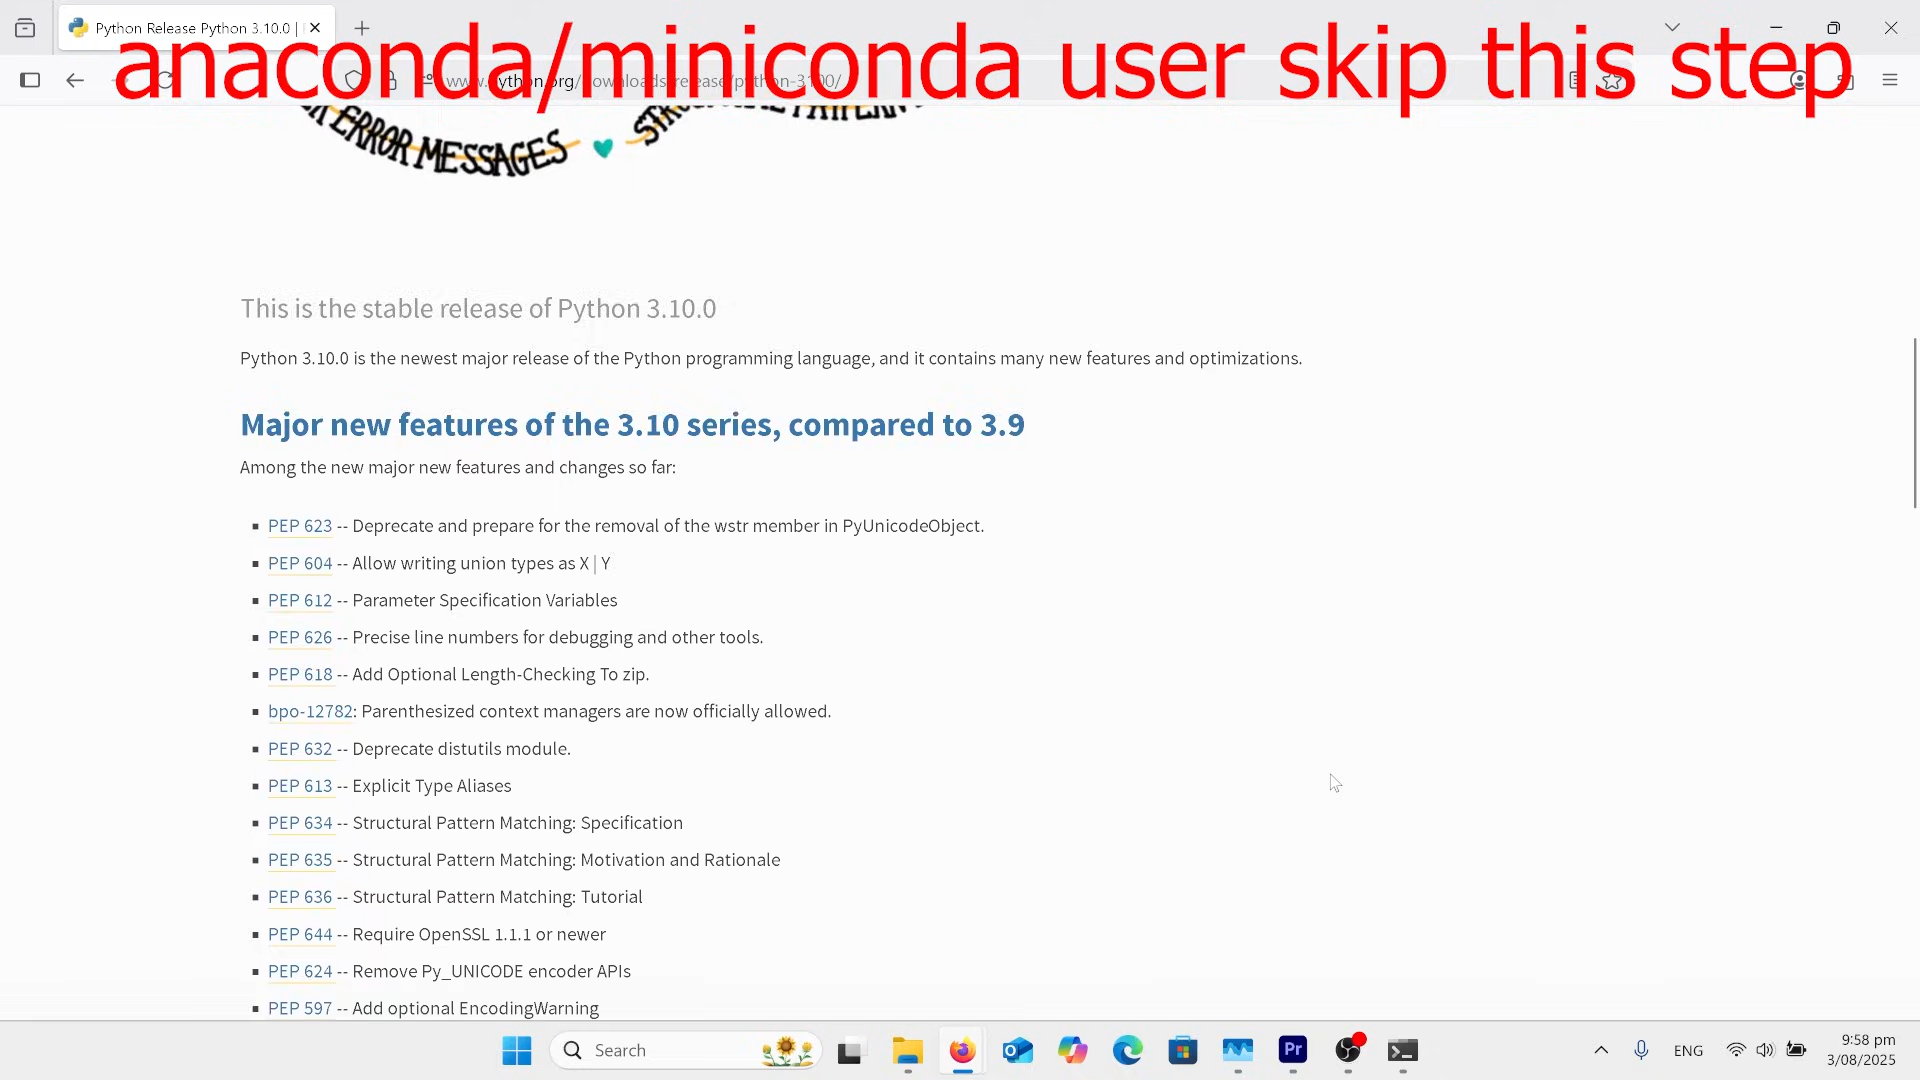 Python Release Python 3.10.0 |
anaconda/miniconda user skip this step
www.python.org/downloads/release/python-3100/
ERROR MESSAGES
This is the stable release of Python 3.10.0
Python 3.10.0 is the newest major release of the Python programming language, and it contains many new features and optimizations.
Major new features of the 3.10 series, compared to 3.9
Among the new major new features and changes so far:
PEP 623 -- Deprecate and prepare for the removal of the wstr member in PyUnicodeObject.
PEP 604 -- Allow writing union types as X | Y
PEP 612 -- Parameter Specification Variables
PEP 626 -- Precise line numbers for debugging and other tools.
PEP 618 -- Add Optional Length-Checking To zip.
bpo-12782: Parenthesized context managers are now officially allowed.
PEP 632 -- Deprecate distutils module.
PEP 613 -- Explicit Type Aliases
PEP 634 -- Structural Pattern Matching: Specification
PEP 635 -- Structural Pattern Matching: Motivation and Rationale
PEP 636 -- Structural Pattern Matching: Tutorial
PEP 644 -- Require OpenSSL 1.1.1 or newer
PEP 624 -- Remove Py_UNICODE encoder APIs
PEP 597 -- Add optional EncodingWarning
Search
Pr
ENG
9:58 pm
3/08/2025